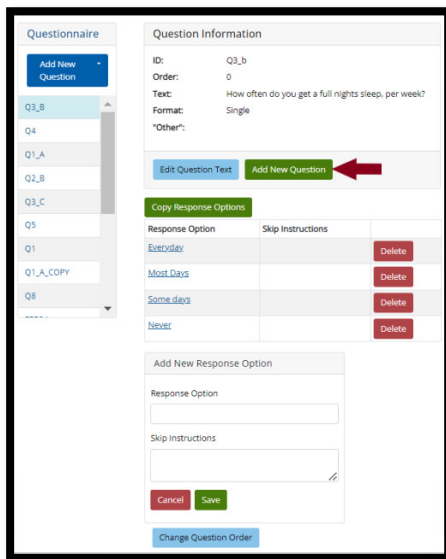 Questionnaire
Add New
Question
Q3_B
Q4
Q1_A
Q2_B
Q3_C
Q5
Q1
Q1_A_COPY
Q8
Question Information
ID: Q3_b
Order: 0
Text: How often do you get a full nights sleep, per week?
Format: Single
"Other":
Edit Question Text Add New Question
Copy Response Options
Response Option Skip Instructions
Everyday Delete
Most Days Delete
Some days Delete
Never Delete
Add New Response Option
Response Option
Skip Instructions
Cancel Save
Change Question Order